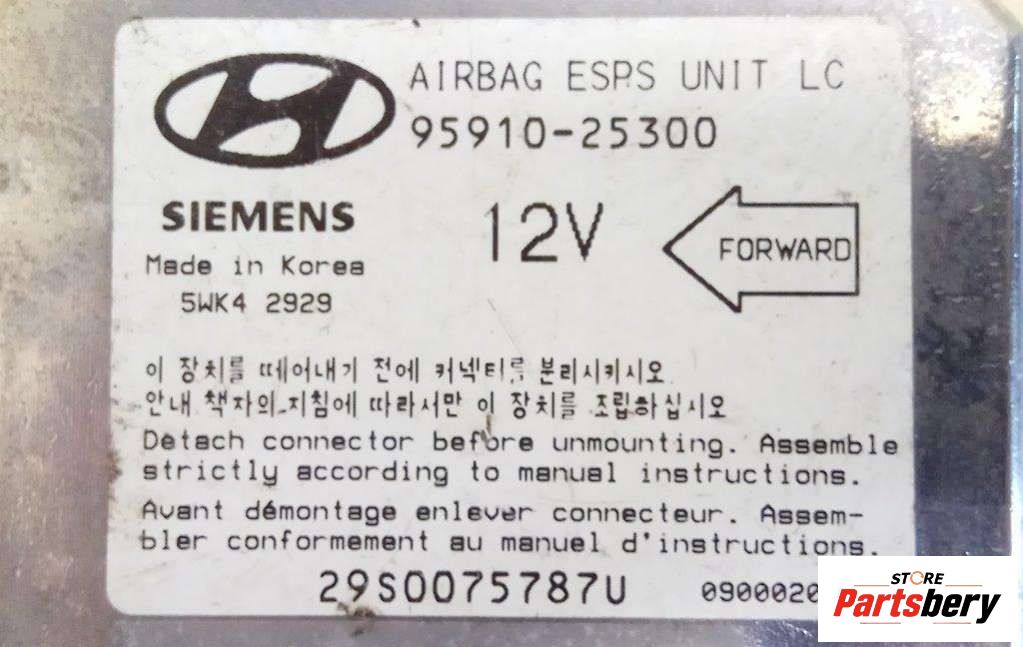 AIRBAG ESPS UNIT LC
95910-25300
SIEMENS
12V
FORWARD
Made in Korea
5WK4 2929
이 장치를 떼어내기 전에 커넥터를 분리시키시오
안내 책자의 지침에 따라서만 이 장치를 조립하십시오
Detach connector before unmounting. Assemble
strictly according to manual instructions.
Avant démontage enlever connecteur. Assem-
bler conformement au manuel d'instructions.
29S0075787U
STORE
Partsbery